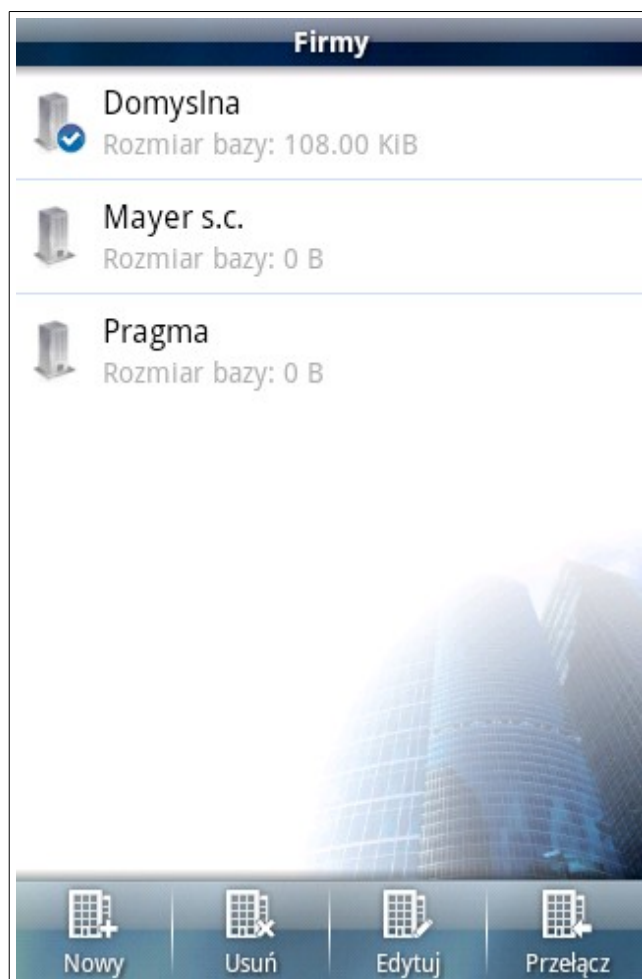 Firmy
Domyslna
Rozmiar bazy: 108.00 KiB
Mayer s.c.
Rozmiar bazy: 0 B
Pragma
Rozmiar bazy: 0 B
Nowy Usuń Edytuj Przełącz